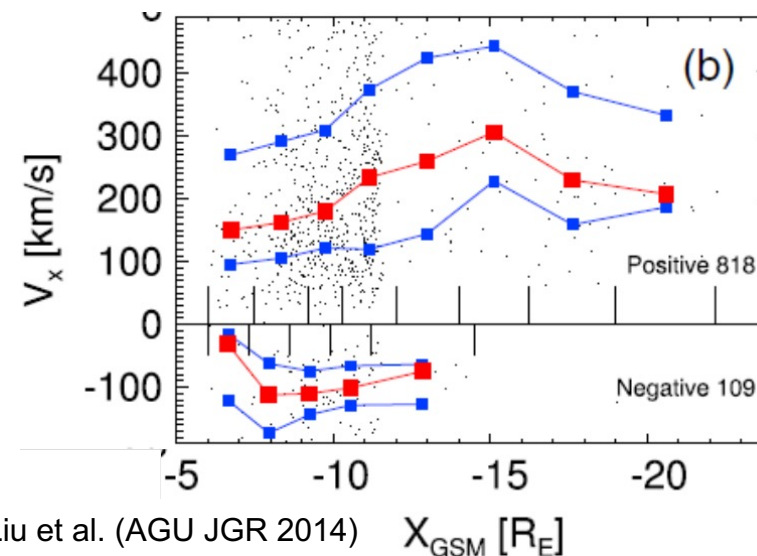 (b)
400
300
200
100
0
-100
V_x [km/s]
Positive 818
Negative 109
-5 -10 -15 -20
iu et al. (AGU JGR 2014) X_GSM [R_E]